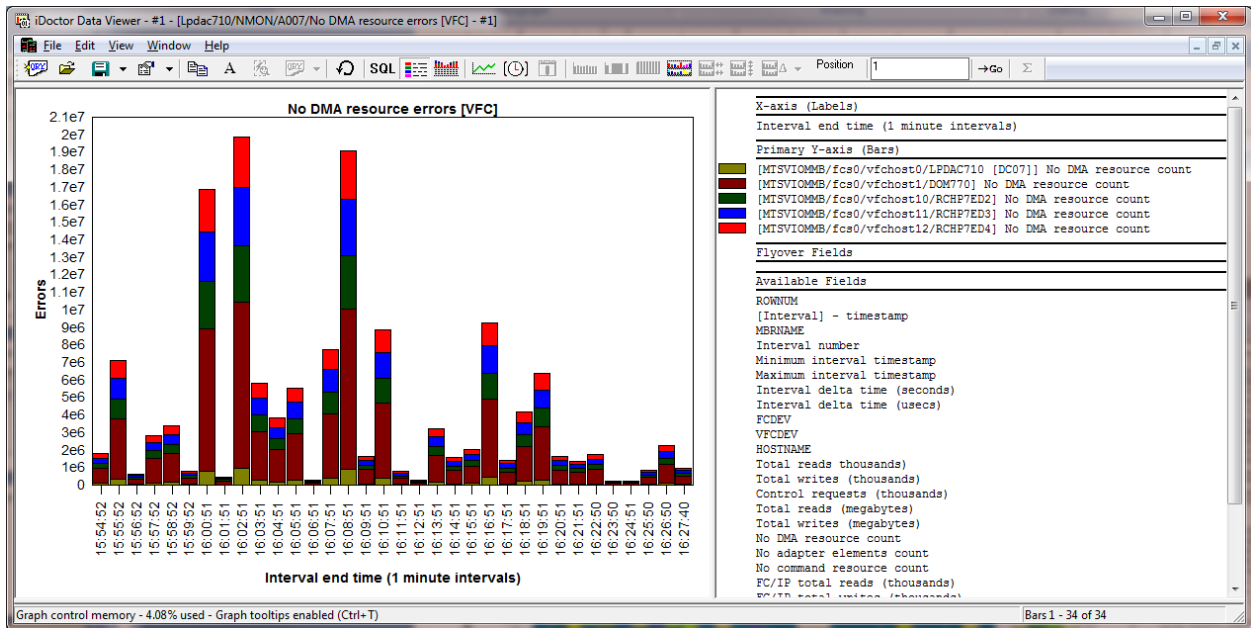 iDoctor Data Viewer - #1 - [Lpdac710/NMON/A007/No DMA resource errors [VFC] - #1]
File Edit View Window Help
SQL Position 1 →Go Σ
No DMA resource errors [VFC]
2.1e7
2e7
1.9e7
1.8e7
1.7e7
1.6e7
1.5e7
1.4e7
1.3e7
1.2e7
1.1e7
1e7
9e6
8e6
7e6
6e6
5e6
4e6
3e6
2e6
1e6
0
Errors
15:54:52
15:55:52
15:56:52
15:57:52
15:58:52
15:59:52
16:00:51
16:01:51
16:02:51
16:03:51
16:04:51
16:05:51
16:06:51
16:07:51
16:08:51
16:09:51
16:10:51
16:11:51
16:12:51
16:13:51
16:14:51
16:15:51
16:16:51
16:17:51
16:18:51
16:19:51
16:20:51
16:21:51
16:22:50
16:23:50
16:24:51
16:25:50
16:26:50
16:27:40
Interval end time (1 minute intervals)
X-axis (Labels)
Interval end time (1 minute intervals)
Primary Y-axis (Bars)
[MTSVIOMMB/fcs0/vfchost0/LPDAC710 [DC07]] No DMA resource count
[MTSVIOMMB/fcs0/vfchost1/DOM770] No DMA resource count
[MTSVIOMMB/fcs0/vfchost10/RCHP7ED2] No DMA resource count
[MTSVIOMMB/fcs0/vfchost11/RCHP7ED3] No DMA resource count
[MTSVIOMMB/fcs0/vfchost12/RCHP7ED4] No DMA resource count
Flyover Fields
Available Fields
ROWNUM
[Interval] - timestamp
MBRNAME
Interval number
Minimum interval timestamp
Maximum interval timestamp
Interval delta time (seconds)
Interval delta time (usecs)
FCDEV
VFCDEV
HOSTNAME
Total reads thousands)
Total writes (thousands)
Control requests (thousands)
Total reads (megabytes)
Total writes (megabytes)
No DMA resource count
No adapter elements count
No command resource count
FC/IP total reads (thousands)
FC/IP total writes (thousands)
Graph control memory - 4.08% used - Graph tooltips enabled (Ctrl+T)
Bars 1 - 34 of 34